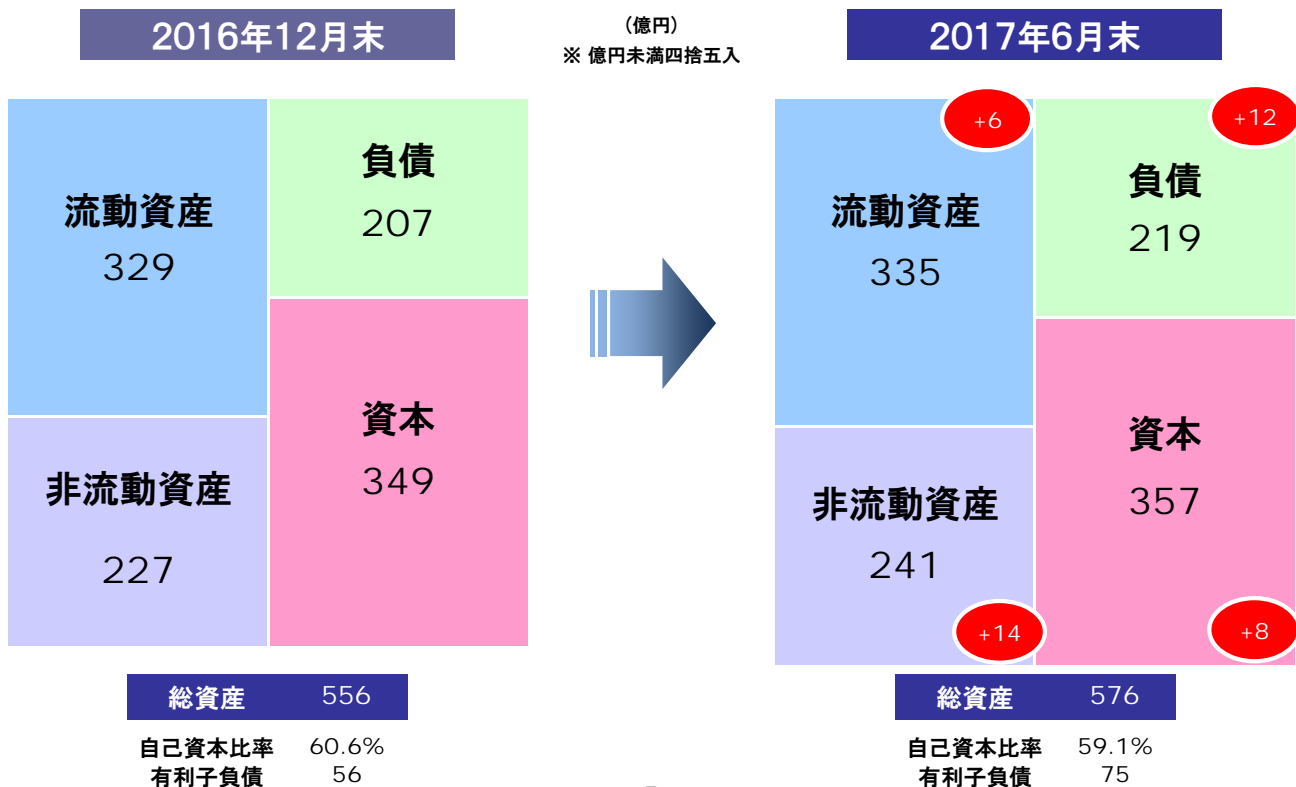 2016年12月末
(億円)
※ 億円未満四捨五入
2017年6月末
流動資産
329
負債
207
非流動資産
227
資本
349
総資産 556
自己資本比率 60.6%
有利子負債 56
+6
流動資産
335
+12
負債
219
非流動資産
241
+14
資本
357
+8
総資産 576
自己資本比率 59.1%
有利子負債 75